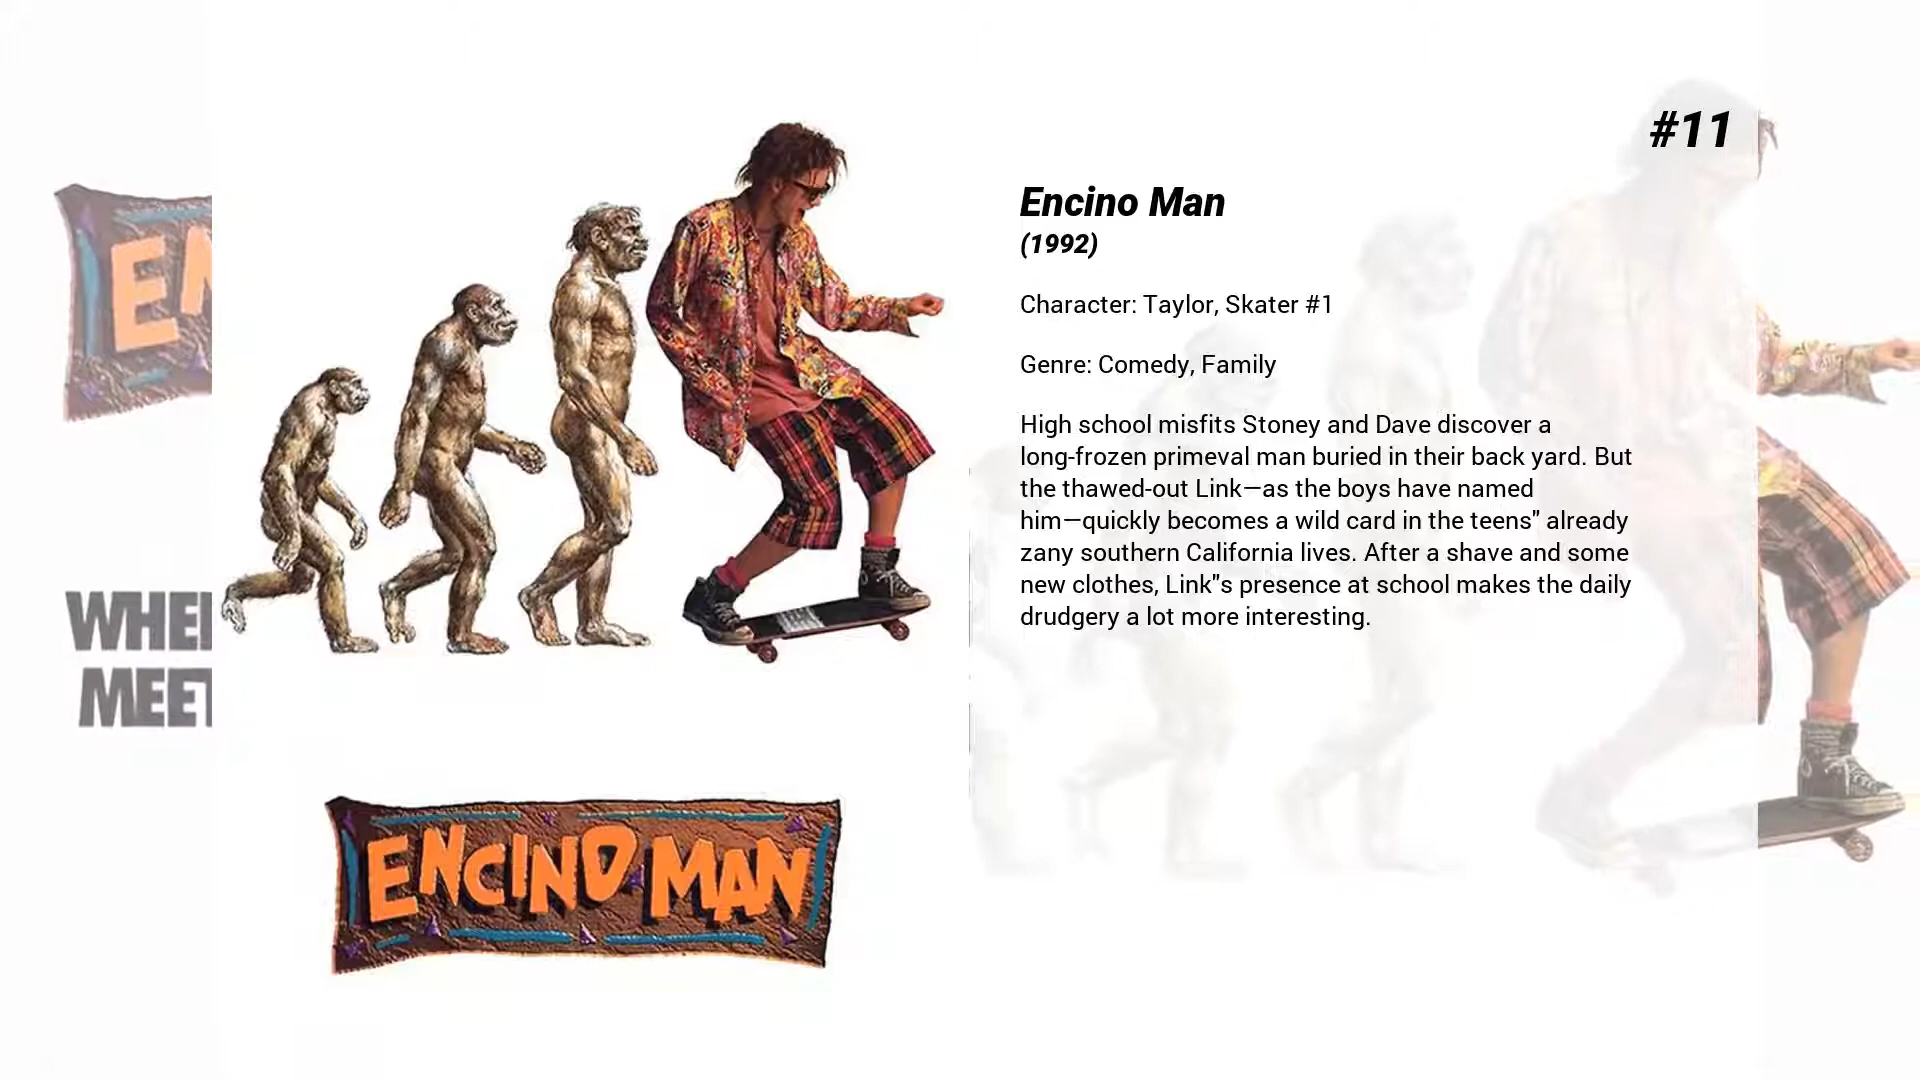 #11
Encino Man
(1992)
Character: Taylor, Skater #1
Genre: Comedy, Family
High school misfits Stoney and Dave discover a
long-frozen primeval man buried in their back yard. But
the thawed-out Link—as the boys have named
him—quickly becomes a wild card in the teens" already
zany southern California lives. After a shave and some
new clothes, Link"s presence at school makes the daily
drudgery a lot more interesting.
ENCINO MAN
EN
WHE
MEET